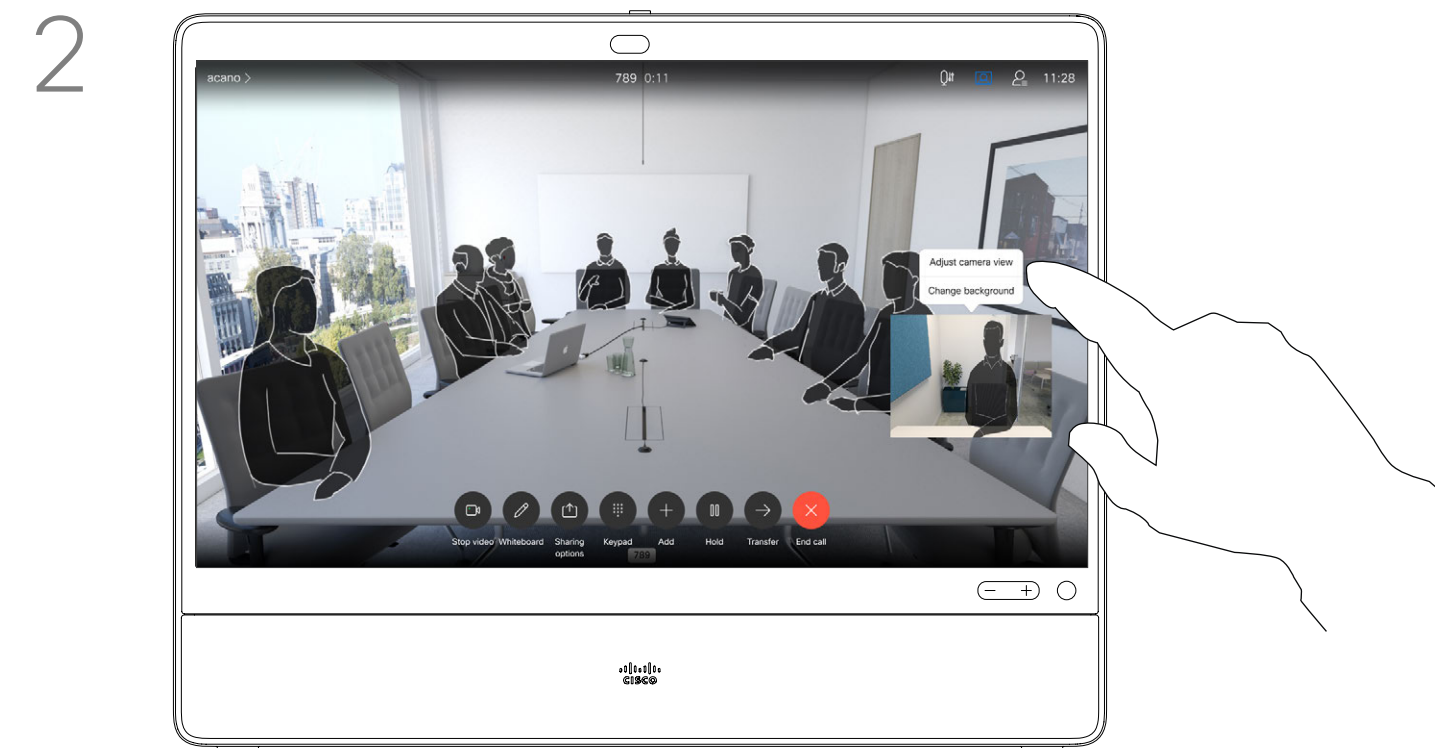 2
acano >
789 0:11
11:28
Adjust camera view
Change background
Stop video
Whiteboard
Sharing
options
Keypad
Add
Hold
Transfer
End call
789
CISCO